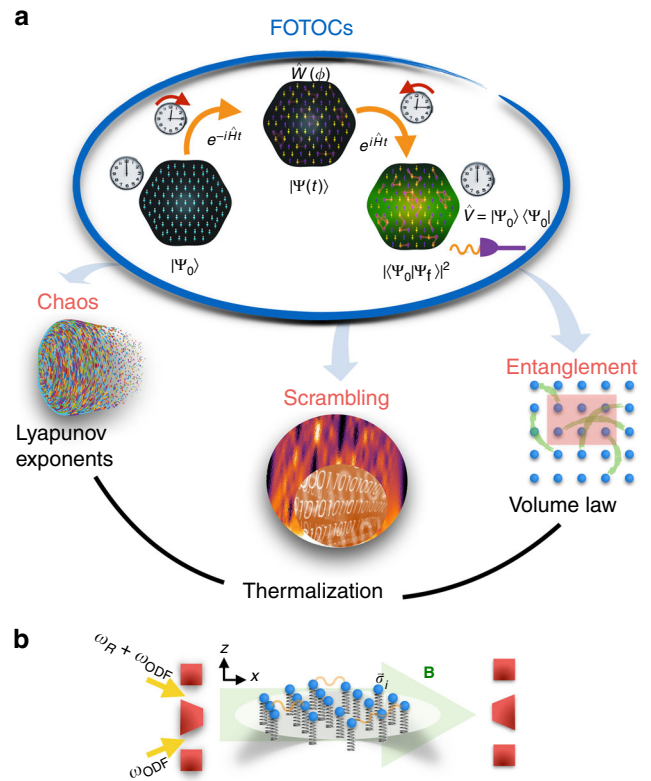 a
FOTOCs
Ŵ (ϕ)
e^{-iĤt}
e^{iĤt}
|Ψ(t)⟩
V̂ = |Ψ₀⟩ ⟨Ψ₀|
|Ψ₀⟩
|⟨Ψ₀|Ψ_f⟩|²
Chaos
Entanglement
Scrambling
Lyapunov
exponents
Volume law
Thermalization
b
ω_R + ω_ODF
z
x
σ⃗_i
B
ω_ODF